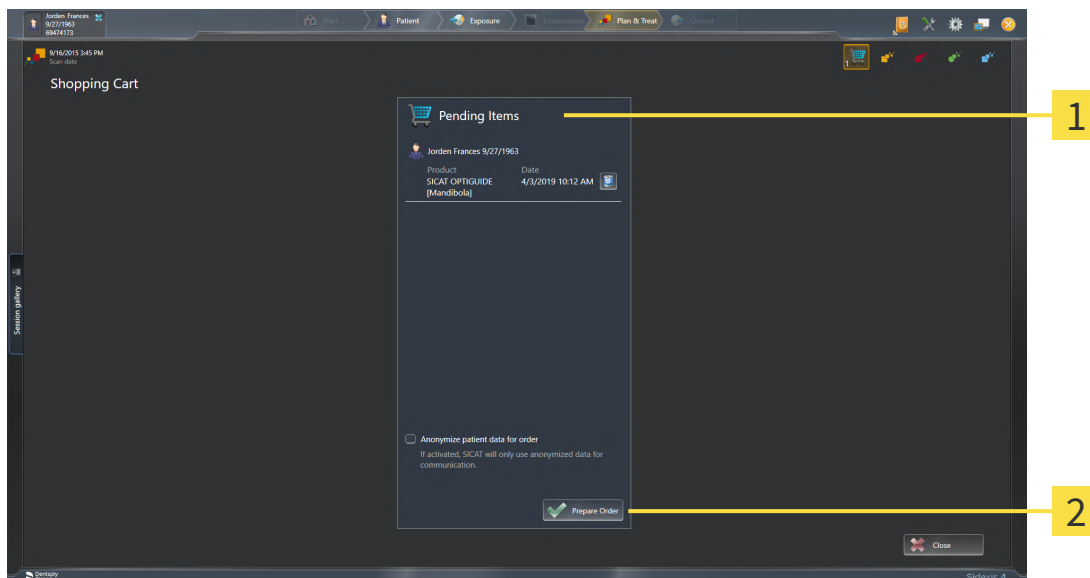 Jorden Frances
9/27/1963
69474173
Start
Patient
Exposure
Examination
Plan & Treat
Output
9/16/2015 3:45 PM
Scan date
1
Shopping Cart
Pending Items
1
Jorden Frances 9/27/1963
Product Date
SICAT OPTIGUIDE 4/3/2019 10:12 AM
[Mandibola]
Session gallery
Anonymize patient data for order
If activated, SICAT will only use anonymized data for
communication.
Prepare Order
2
Close
Dentsply
Sidexis 4